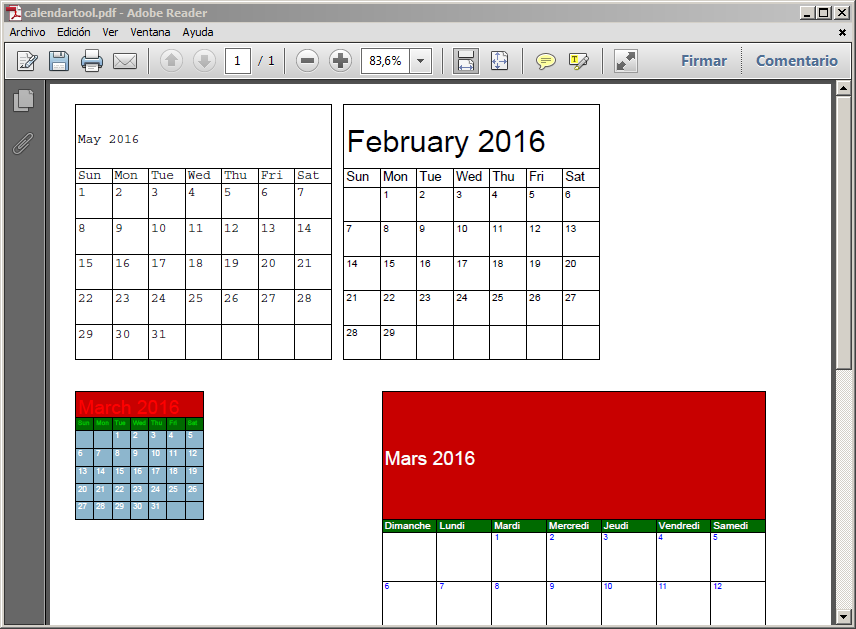 calendartool.pdf - Adobe Reader
Archivo Edición Ver Ventana Ayuda
1 / 1 83,6% Firmar Comentario
May 2016
Sun Mon Tue Wed Thu Fri Sat
1 2 3 4 5 6 7
8 9 10 11 12 13 14
15 16 17 18 19 20 21
22 23 24 25 26 27 28
29 30 31
February 2016
Sun Mon Tue Wed Thu Fri Sat
1 2 3 4 5 6
7 8 9 10 11 12 13
14 15 16 17 18 19 20
21 22 23 24 25 26 27
28 29
March 2016
Sun Mon Tue Wed Thu Fri Sat
1 2 3 4 5
6 7 8 9 10 11 12
13 14 15 16 17 18 19
20 21 22 23 24 25 26
27 28 29 30 31
Mars 2016
Dimanche Lundi Mardi Mercredi Jeudi Vendredi Samedi
1 2 3 4 5
6 7 8 9 10 11 12